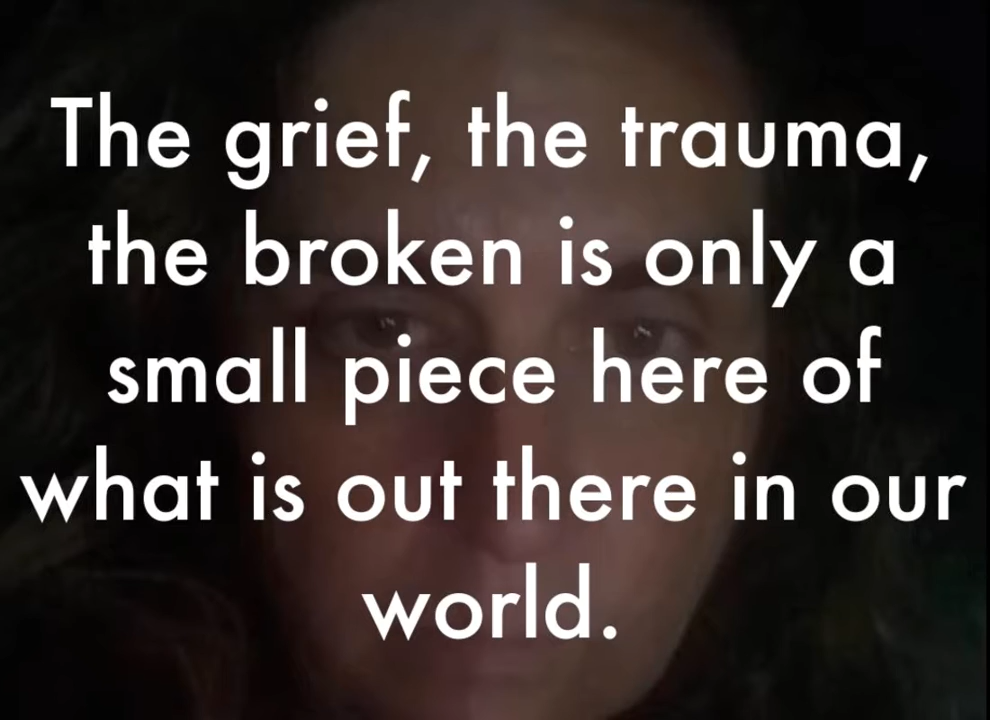 The grief, the trauma,
the broken is only a
small piece here of
what is out there in our
world.